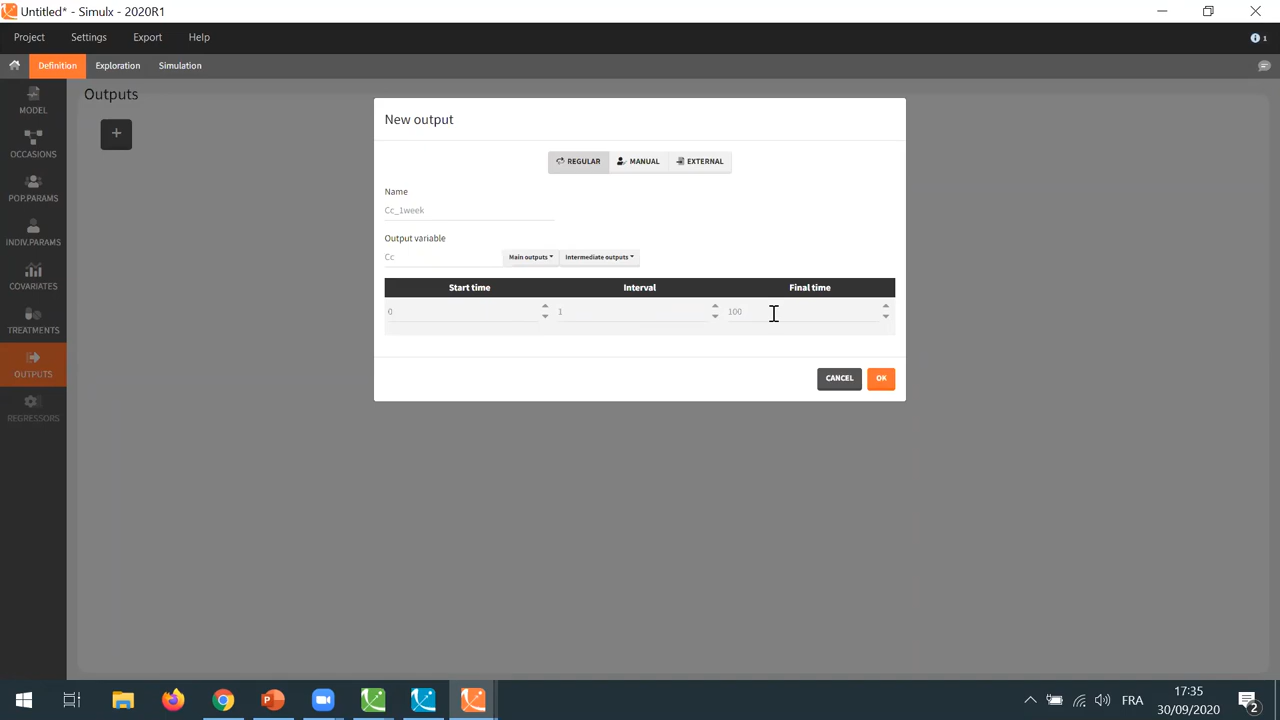 Untitled* - Simulx - 2020R1
Project Settings Export Help
1
Definition Exploration Simulation
MODEL
OCCASIONS
POP.PARAMS
INDIV.PARAMS
COVARIATES
TREATMENTS
OUTPUTS
REGRESSORS
Outputs
+
New output
REGULAR MANUAL EXTERNAL
Name
Cc_1week
Output variable
Cc Main outputs Intermediate outputs
Start time Interval Final time
0 1 100
CANCEL OK
FRA
17:35
30/09/2020
2